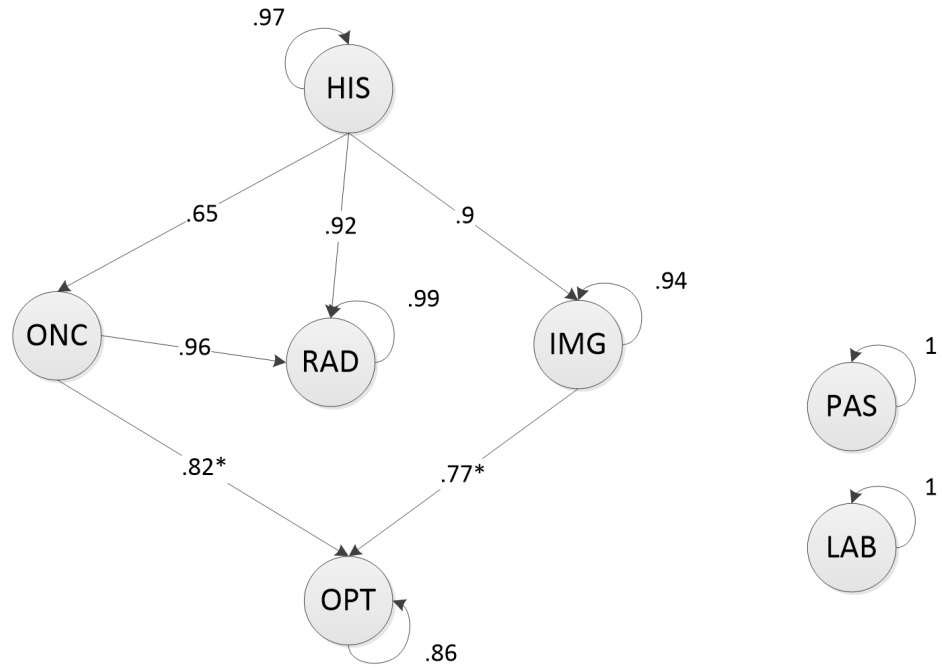 .97
HIS
.65
.92
.9
ONC
.96
RAD
.99
IMG
.94
1
PAS
.82*
.77*
1
LAB
OPT
.86